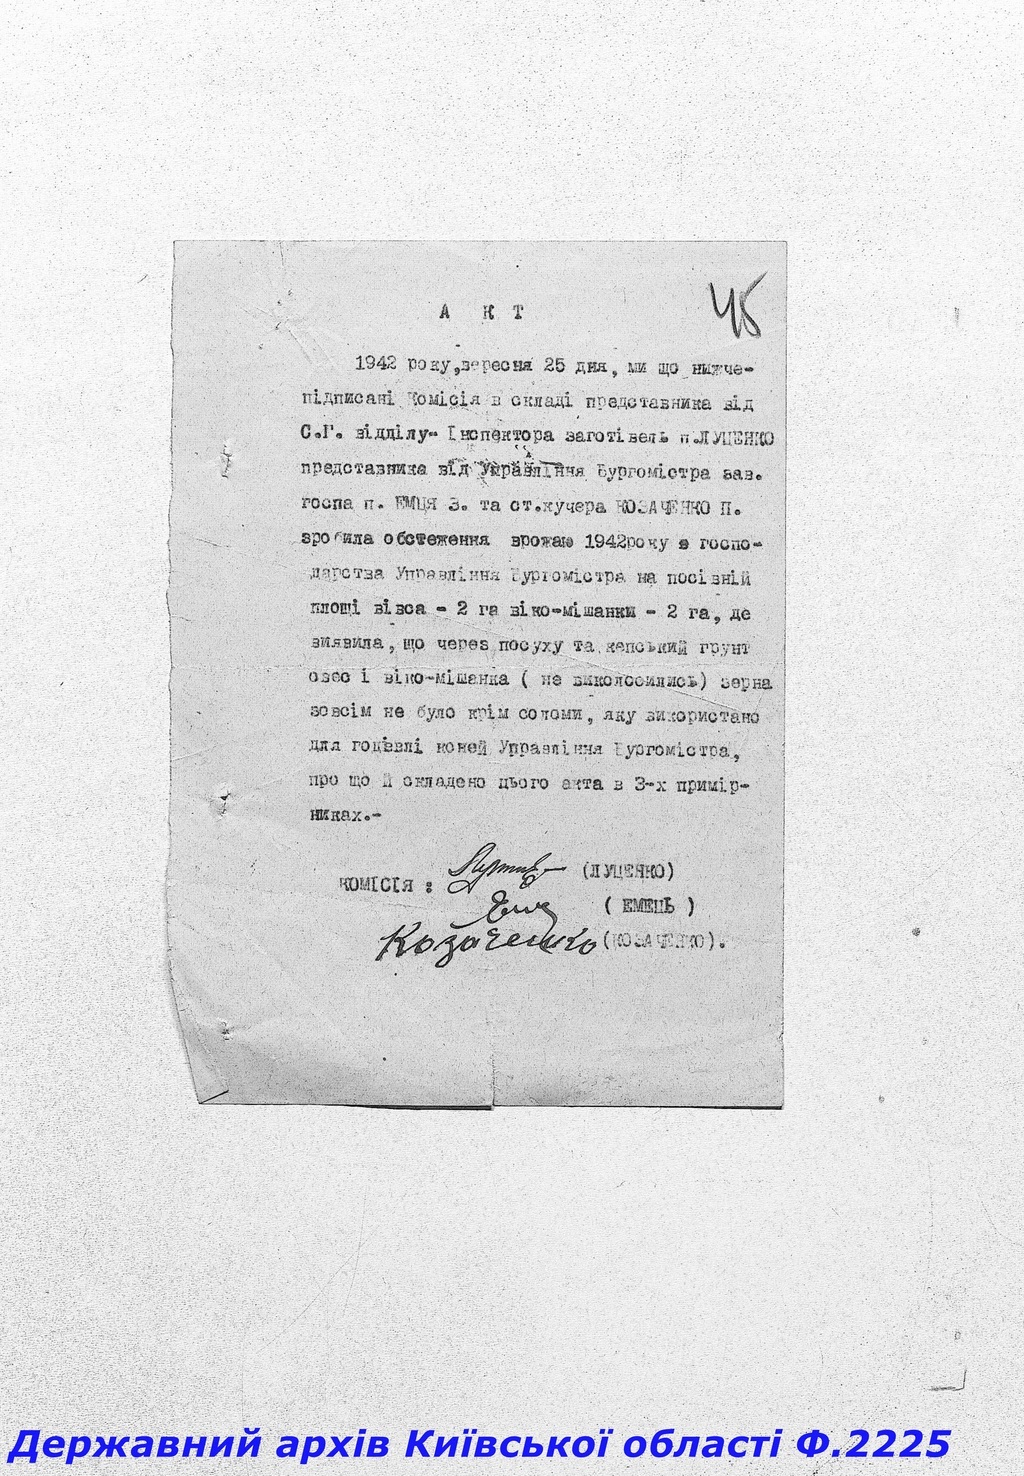 45
А К Т
1942 року,вересня 25 дня, ми що нижче-
підписані Комісія в складі представника від
С.Г. відділу- Інспектора заготівель п.ЛУЦЕНКО
представника від Управління Бургомістра зав.
госпа п. ЕМЦЯ З. та ст.кучера КОЗАЧЕНКО П.
зробила обстеження врожаю 1942року в госпо-
дарства Управління Бургомістра на посівній
площі вівса - 2 га віко-мішанки - 2 га, де
виявила, що через посуху та кепський грунт
овес і віко-мішанка ( не виколосились) зерна
зовсім не було крім соломи, яку використано
для годівлі коней Управління Бургомістра,
про що й складено цього акта в 3-х примір-
никах.-
КОМІСІЯ : (ЛУЦЕНКО)
( ЕМЕЦЬ )
Козаченко (КОЗАЧЕНКО).
Державний архів Київської області Ф.2225